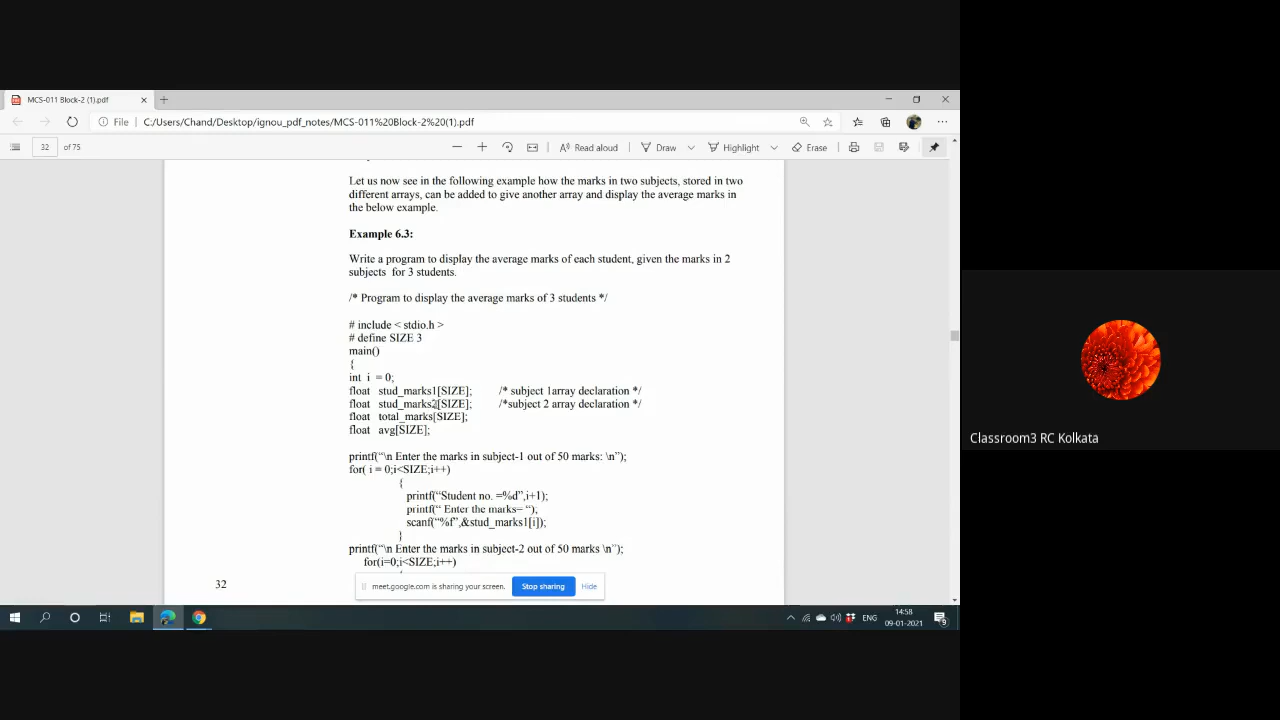 MCS-011 Block-2 (1).pdf
File C:/Users/Chand/Desktop/ignou_pdf_notes/MCS-011%20Block-2%20(1).pdf
32 of 75 Read aloud Draw Highlight Erase
Let us now see in the following example how the marks in two subjects, stored in two
different arrays, can be added to give another array and display the average marks in
the below example.
Example 6.3:
Write a program to display the average marks of each student, given the marks in 2
subjects for 3 students.
/* Program to display the average marks of 3 students */
# include < stdio.h >
# define SIZE 3
main()
{
int i = 0;
float stud_marks1[SIZE]; /* subject 1array declaration */
float stud_marks2[SIZE]; /*subject 2 array declaration */
float total_marks[SIZE];
float avg[SIZE];
printf(“\n Enter the marks in subject-1 out of 50 marks: \n”);
for( i = 0;i<SIZE;i++)
{
printf(“Student no. =%d”,i+1);
printf(“ Enter the marks= “);
scanf(“%f”,&stud_marks1[i]);
}
printf(“\n Enter the marks in subject-2 out of 50 marks \n”);
for(i=0;i<SIZE;i++)
32
meet.google.com is sharing your screen. Stop sharing Hide
ENG 14:58
09-01-2021
Classroom3 RC Kolkata